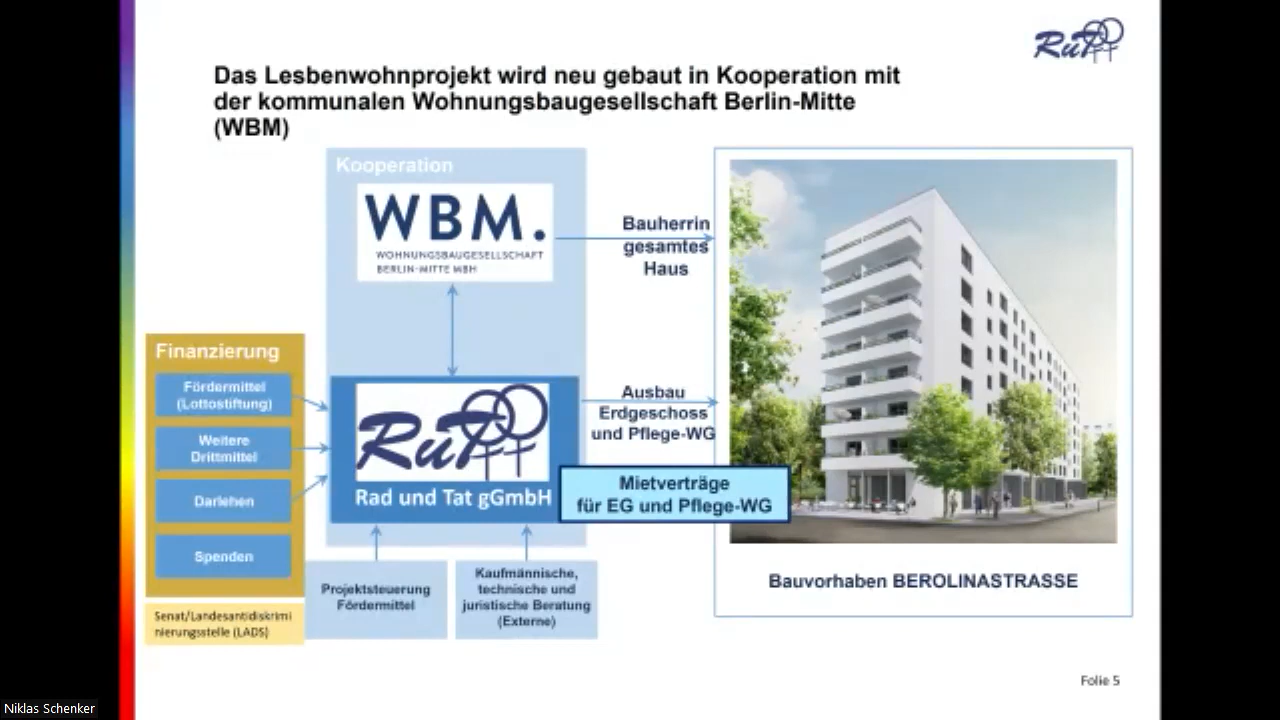 RuT
Das Lesbenwohnprojekt wird neu gebaut in Kooperation mit
der kommunalen Wohnungsbaugesellschaft Berlin-Mitte
(WBM)
Kooperation
WBM.
WOHNUNGSBAUGESELLSCHAFT
BERLIN-MITTE MBH
Bauherrin
gesamtes
Haus
Finanzierung
Fördermittel
(Lottostiftung)
Weitere
Drittmittel
Darlehen
Spenden
Senat/Landesantidiskrimi
nierungsstelle (LADS)
RuT
Rad und Tat gGmbH
Ausbau
Erdgeschoss
und Pflege-WG
Mietverträge
für EG und Pflege-WG
Projektsteuerung
Fördermittel
Kaufmännische,
technische und
juristische Beratung
(Externe)
Bauvorhaben BEROLINASTRASSE
Folie 5
Niklas Schenker